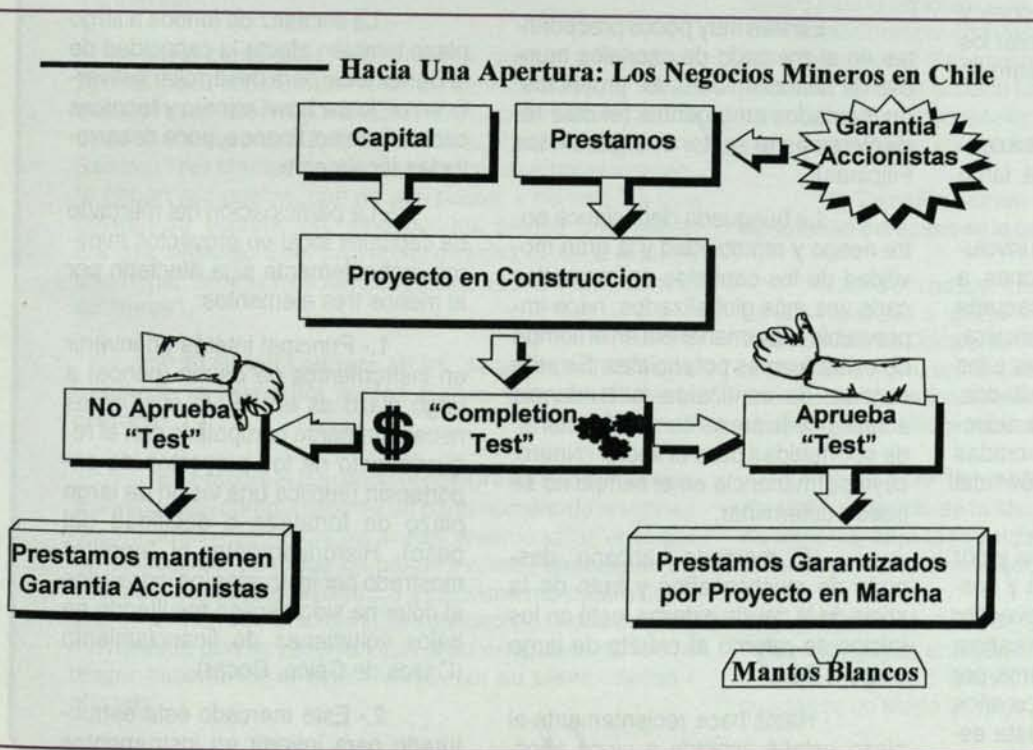 Hacia Una Apertura: Los Negocios Mineros en Chile
Capital
Prestamos
Garantia
Accionistas
Proyecto en Construccion
No Aprueba
"Test"
$
"Completion
Test"
Aprueba
"Test"
Prestamos mantienen
Garantia Accionistas
Prestamos Garantizados
por Proyecto en Marcha
Mantos Blancos